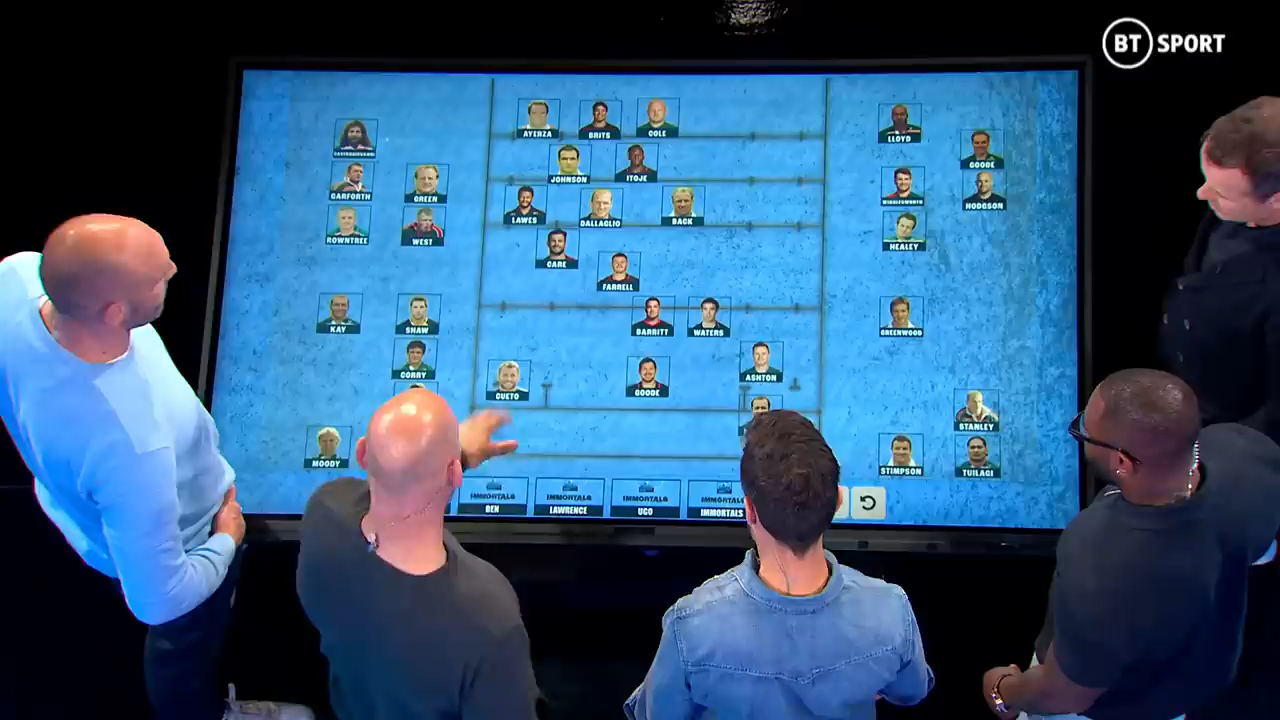 BT SPORT
AYERZA BRITS COLE
LLOYD
GOODE
JOHNSON ITOJE
GARFORTH GREEN
WIGGLESWORTH HODGSON
LAWES DALLAGLIO BACK
ROWNTREE WEST
HEALEY
CARE
FARRELL
KAY SHAW
BARRITT WATERS
GREENWOOD
CORRY
CUETO GOODE ASHTON
STANLEY
MOODY
STIMPSON TUILAGI
IMMORTALS IMMORTALS IMMORTALS IMMORTALS
BEN LAWRENCE UGO IMMORTALS